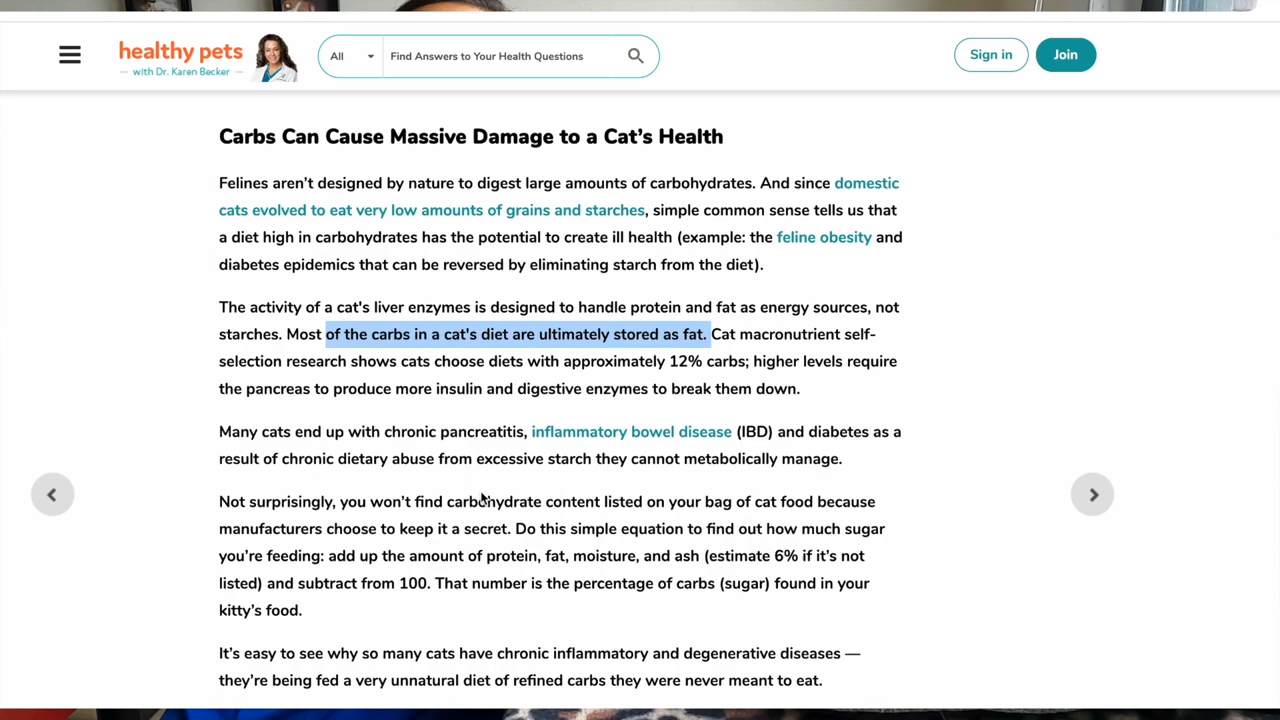 healthy pets
with Dr. Karen Becker
All
Find Answers to Your Health Questions
Sign in
Join
Carbs Can Cause Massive Damage to a Cat’s Health
Felines aren’t designed by nature to digest large amounts of carbohydrates. And since domestic
cats evolved to eat very low amounts of grains and starches, simple common sense tells us that
a diet high in carbohydrates has the potential to create ill health (example: the feline obesity and
diabetes epidemics that can be reversed by eliminating starch from the diet).
The activity of a cat's liver enzymes is designed to handle protein and fat as energy sources, not
starches. Most of the carbs in a cat's diet are ultimately stored as fat. Cat macronutrient self-
selection research shows cats choose diets with approximately 12% carbs; higher levels require
the pancreas to produce more insulin and digestive enzymes to break them down.
Many cats end up with chronic pancreatitis, inflammatory bowel disease (IBD) and diabetes as a
result of chronic dietary abuse from excessive starch they cannot metabolically manage.
Not surprisingly, you won’t find carbohydrate content listed on your bag of cat food because
manufacturers choose to keep it a secret. Do this simple equation to find out how much sugar
you’re feeding: add up the amount of protein, fat, moisture, and ash (estimate 6% if it’s not
listed) and subtract from 100. That number is the percentage of carbs (sugar) found in your
kitty’s food.
It’s easy to see why so many cats have chronic inflammatory and degenerative diseases —
they’re being fed a very unnatural diet of refined carbs they were never meant to eat.